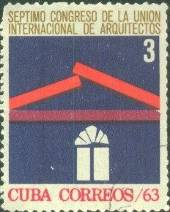 SEPTIMO CONGRESO DE LA UNION
INTERNACIONAL DE ARQUITECTOS
3
CUBA CORREOS/63